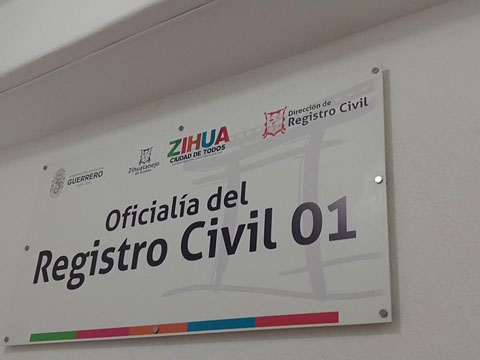 GUERRERO
Zihuatanejo
ZIHUA
CIUDAD DE TODOS
Dirección de
Registro Civil
Oficialía del
Registro Civil 01